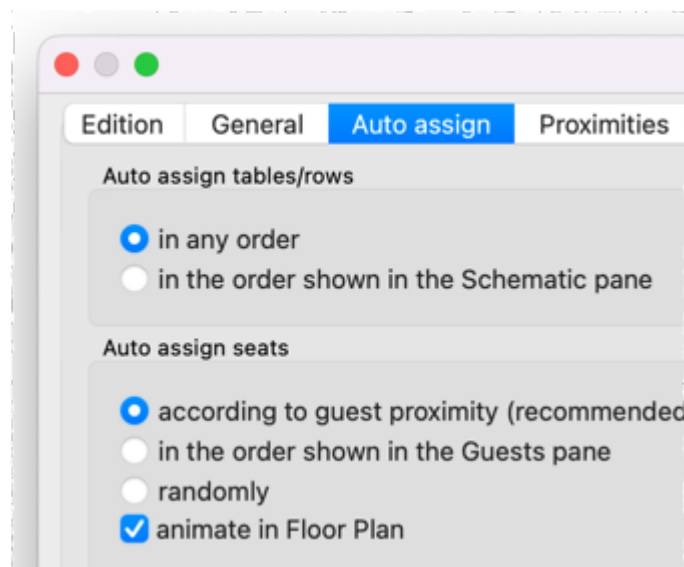 Edition General Auto assign Proximities
Auto assign tables/rows
in any order
in the order shown in the Schematic pane
Auto assign seats
according to guest proximity (recommended
in the order shown in the Guests pane
randomly
animate in Floor Plan